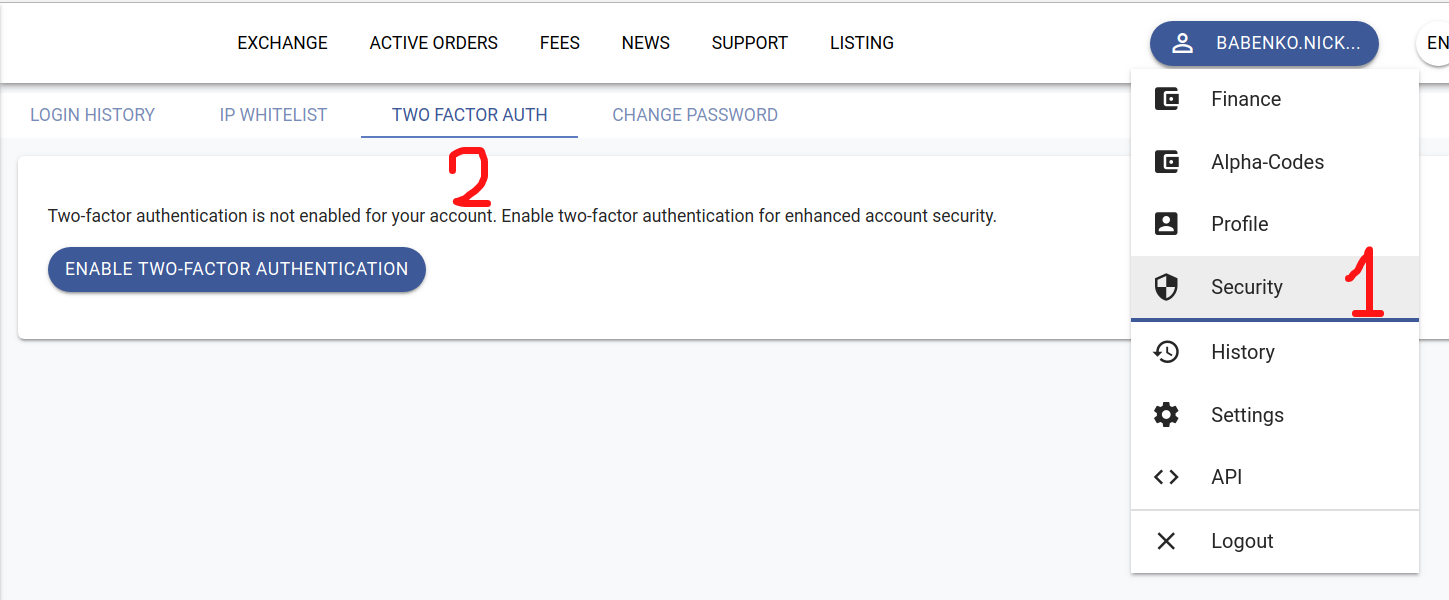 EXCHANGE ACTIVE ORDERS FEES NEWS SUPPORT LISTING BABENKO.NICK... EN
LOGIN HISTORY IP WHITELIST TWO FACTOR AUTH CHANGE PASSWORD
2
Two-factor authentication is not enabled for your account. Enable two-factor authentication for enhanced account security.
ENABLE TWO-FACTOR AUTHENTICATION
Finance
Alpha-Codes
Profile
Security 1
History
Settings
API
Logout